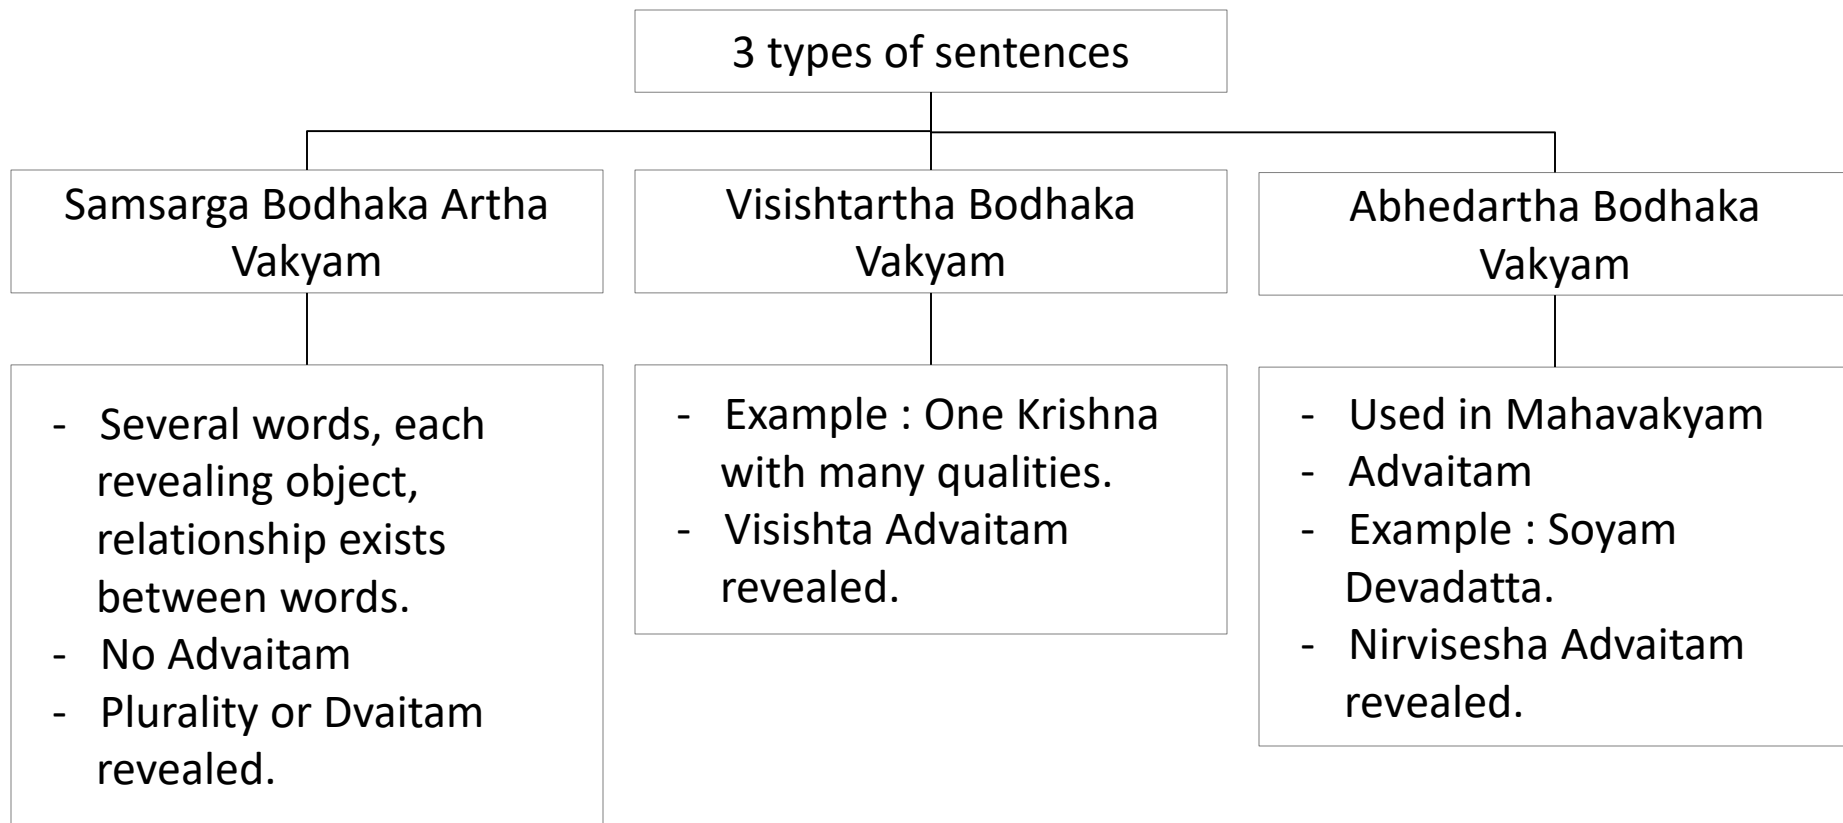 3 types of sentences
Samsarga Bodhaka Artha
Vakyam
Visishtartha Bodhaka
Vakyam
Abhedartha Bodhaka
Vakyam
- Several words, each
revealing object,
relationship exists
between words.
- No Advaitam
- Plurality or Dvaitam
revealed.
- Example : One Krishna
with many qualities.
- Visishta Advaitam
revealed.
- Used in Mahavakyam
- Advaitam
- Example : Soyam
Devadatta.
- Nirvisesha Advaitam
revealed.